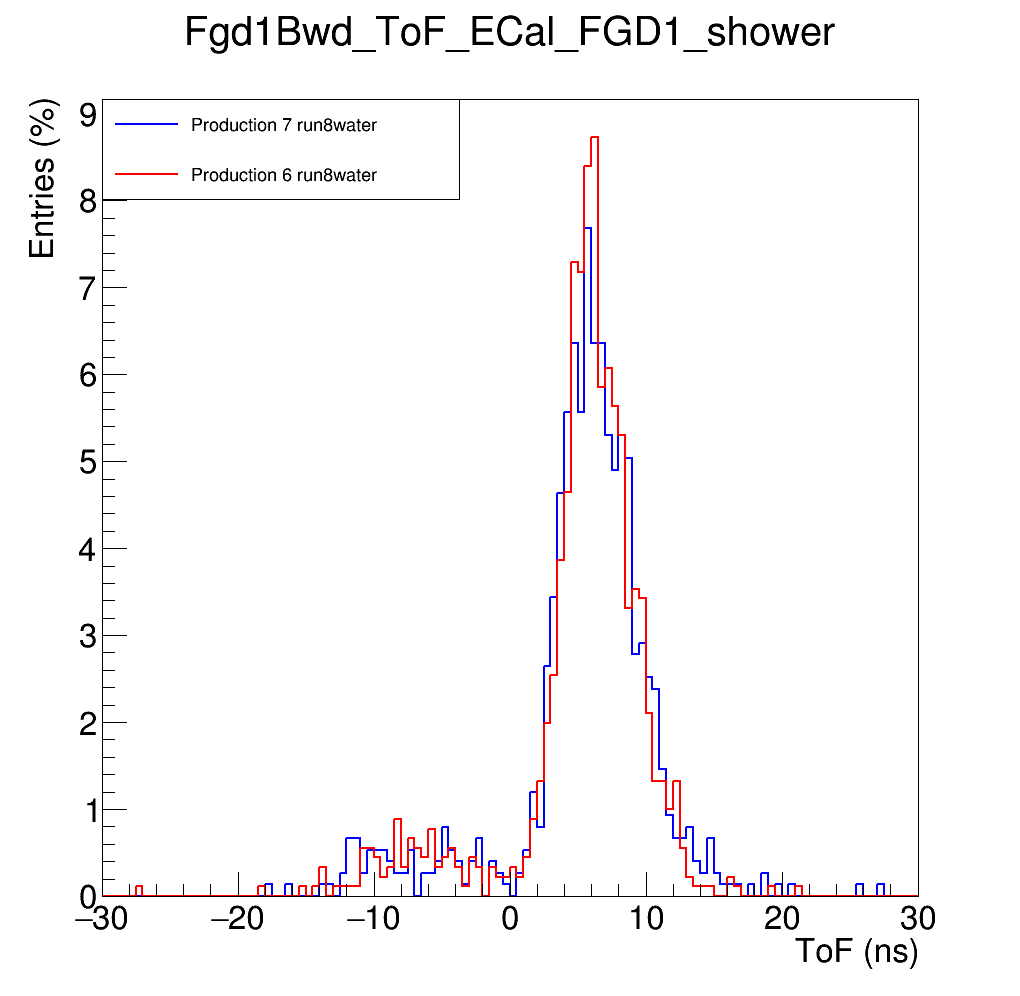 Fgd1Bwd_ToF_ECal_FGD1_shower
Entries (%)
Production 7 run8water
Production 6 run8water
9
8
7
6
5
4
3
2
1
0
−30 −20 −10 0 10 20 30
ToF (ns)